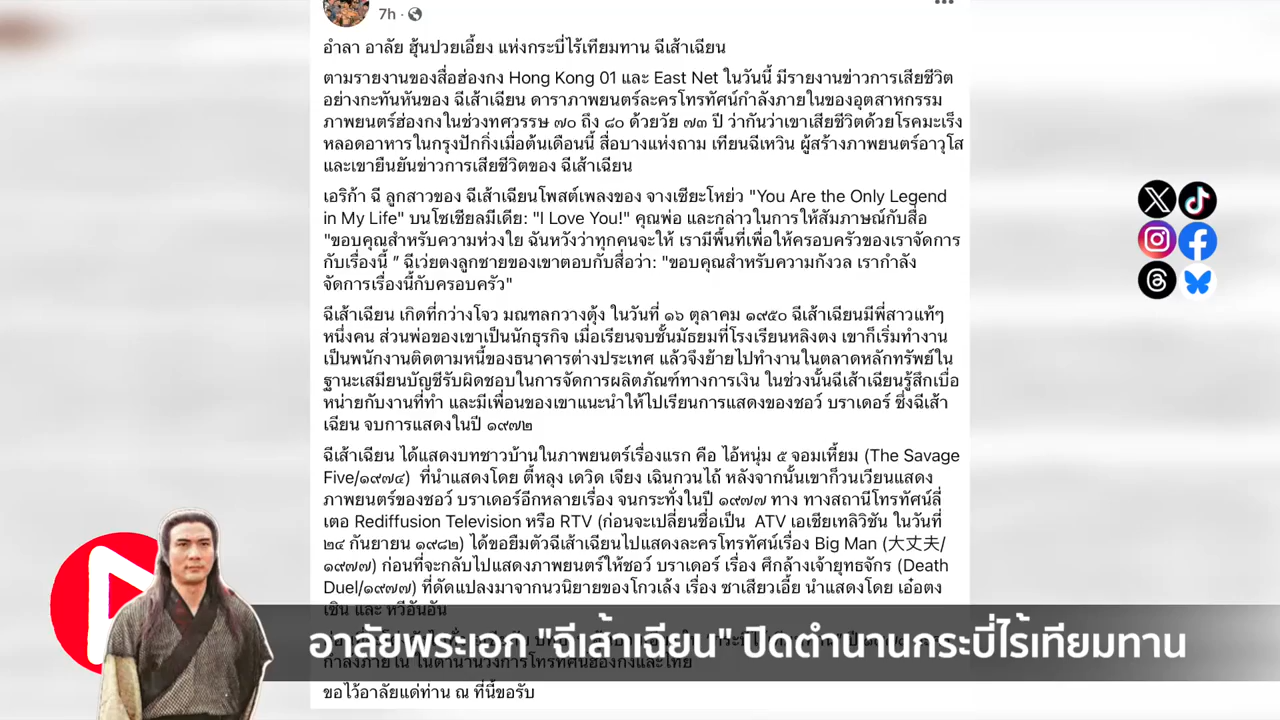 7h
อำลา อาลัย ฮุ้นปวยเอี้ยง แห่งกระบี่ไร้เทียมทาน ฉีเส้าเฉียน
ตามรายงานของสื่อฮ่องกง Hong Kong 01 และ East Net ในวันนี้ มีรายงานข่าวการเสียชีวิต
อย่างกะทันหันของ ฉีเส้าเฉียน ดาราภาพยนตร์ละครโทรทัศน์กำลังภายในของอุตสาหกรรม
ภาพยนตร์ฮ่องกงในช่วงทศวรรษ ๗๐ ถึง ๘๐ ด้วยวัย ๗๓ ปี ว่ากันว่าเขาเสียชีวิตด้วยโรคมะเร็ง
หลอดอาหารในกรุงปักกิ่งเมื่อต้นเดือนนี้ สื่อบางแห่งถาม เทียนฉีเหวิน ผู้สร้างภาพยนตร์อาวุโส
และเขายืนยันข่าวการเสียชีวิตของ ฉีเส้าเฉียน
เอริก้า ฉี ลูกสาวของ ฉีเส้าเฉียนโพสต์เพลงของ จางเซียะโหย่ว "You Are the Only Legend
in My Life" บนโซเชียลมีเดีย: "I Love You!" คุณพ่อ และกล่าวในการให้สัมภาษณ์กับสื่อ
"ขอบคุณสำหรับความห่วงใย ฉันหวังว่าทุกคนจะให้ เรามีพื้นที่เพื่อให้ครอบครัวของเราจัดการ
กับเรื่องนี้ " ฉีเว่ยตงลูกชายของเขาตอบกับสื่อว่า: "ขอบคุณสำหรับความกังวล เรากำลัง
จัดการเรื่องนี้กับครอบครัว"
ฉีเส้าเฉียน เกิดที่กว่างโจว มณฑลกวางตุ้ง ในวันที่ ๑๖ ตุลาคม ๑๙๕๐ ฉีเส้าเฉียนมีพี่สาวแท้ๆ
หนึ่งคน ส่วนพ่อของเขาเป็นนักธุรกิจ เมื่อเรียนจบชั้นมัธยมที่โรงเรียนหลิงตง เขาก็เริ่มทำงาน
เป็นพนักงานติดตามหนี้ของธนาคารต่างประเทศ แล้วจึงย้ายไปทำงานในตลาดหลักทรัพย์ใน
ฐานะเสมียนบัญชีรับผิดชอบในการจัดการผลิตภัณฑ์ทางการเงิน ในช่วงนั้นฉีเส้าเฉียนรู้สึกเบื่อ
หน่ายกับงานที่ทำ และมีเพื่อนของเขาแนะนำให้ไปเรียนการแสดงของชอว์ บราเดอร์ ซึ่งฉีเส้า
เฉียน จบการแสดงในปี ๑๙๗๒
ฉีเส้าเฉียน ได้แสดงบทชาวบ้านในภาพยนตร์เรื่องแรก คือ ไอ้หนุ่ม ๕ จอมเหี้ยม (The Savage
Five/๑๙๗๔) ที่นำแสดงโดย ตี้หลุง เดวิด เจียง เฉินกวนไถ้ หลังจากนั้นเขาก็วนเวียนแสดง
ภาพยนตร์ของชอว์ บราเดอร์อีกหลายเรื่อง จนกระทั่งในปี ๑๙๗๗ ทาง ทางสถานีโทรทัศน์ลี่
เตอ Rediffusion Television หรือ RTV (ก่อนจะเปลี่ยนชื่อเป็น ATV เอเชียเทลิวิชัน ในวันที่
๒๔ กันยายน ๑๙๘๒) ได้ขอยืมตัวฉีเส้าเฉียนไปแสดงละครโทรทัศน์เรื่อง Big Man (大丈夫/
๑๙๗๗) ก่อนที่จะกลับไปแสดงภาพยนตร์ให้ชอว์ บราเดอร์ เรื่อง ศึกล้างเจ้ายุทธจักร (Death
Duel/๑๙๗๗) ที่ดัดแปลงมาจากนวนิยายของโกวเล้ง เรื่อง ซาเสียวเอี้ย นำแสดงโดย เอ๋อตง
เซิน และ หวีอันอัน
กำลังภายใน ในตำนานวงการโทรทัศน์ฮ่องกงและไทย
ขอไว้อาลัยแด่ท่าน ณ ที่นี้ขอรับ
อาลัยพระเอก "ฉีเส้าเฉียน" ปิดตำนานกระบี่ไร้เทียมทาน